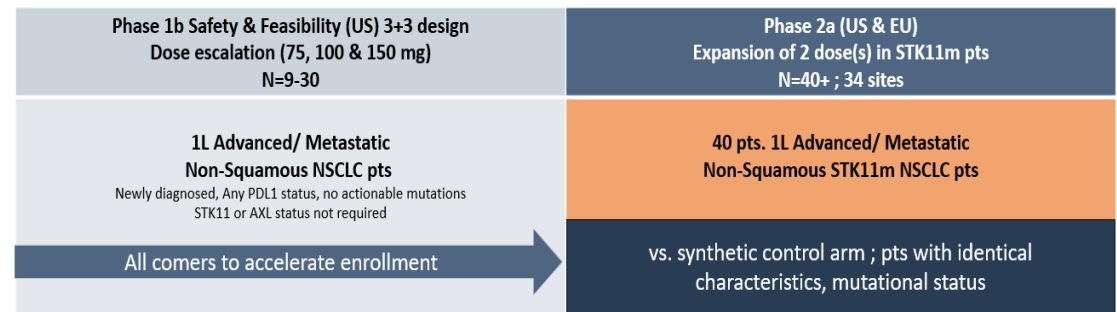 Phase 1b Safety & Feasibility (US) 3+3 design
Dose escalation (75, 100 & 150 mg)
N=9-30
Phase 2a (US & EU)
Expansion of 2 dose(s) in STK11m pts
N=40+ ; 34 sites
1L Advanced/ Metastatic
Non-Squamous NSCLC pts
Newly diagnosed, Any PDL1 status, no actionable mutations
STK11 or AXL status not required
All comers to accelerate enrollment
40 pts. 1L Advanced/ Metastatic
Non-Squamous STK11m NSCLC pts
vs. synthetic control arm ; pts with identical
characteristics, mutational status